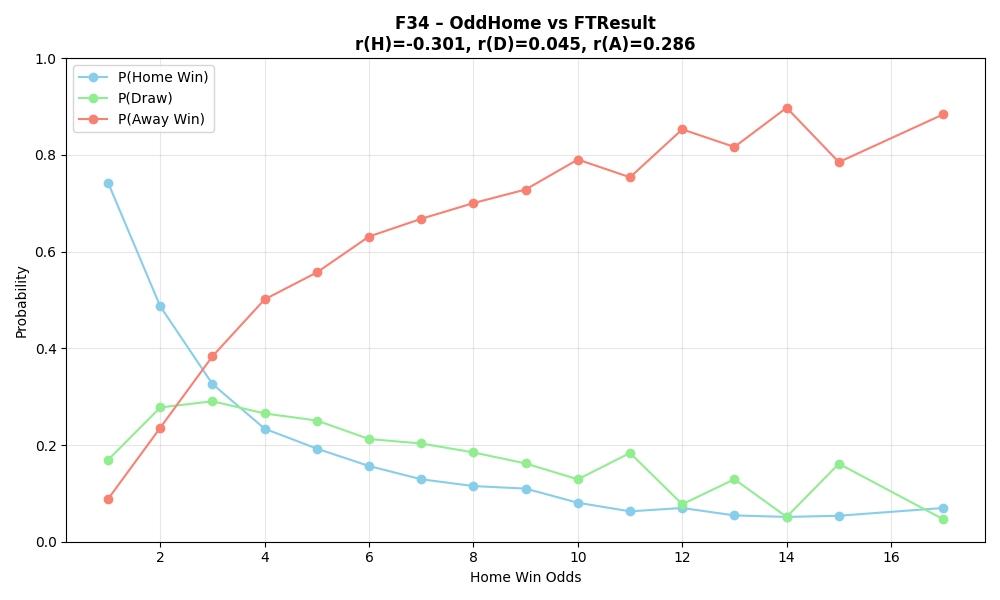 F34 – OddHome vs FTResult
r(H)=-0.301, r(D)=0.045, r(A)=0.286
P(Home Win)
P(Draw)
P(Away Win)
Probability
1.0
0.8
0.6
0.4
0.2
0.0
2 4 6 8 10 12 14 16
Home Win Odds